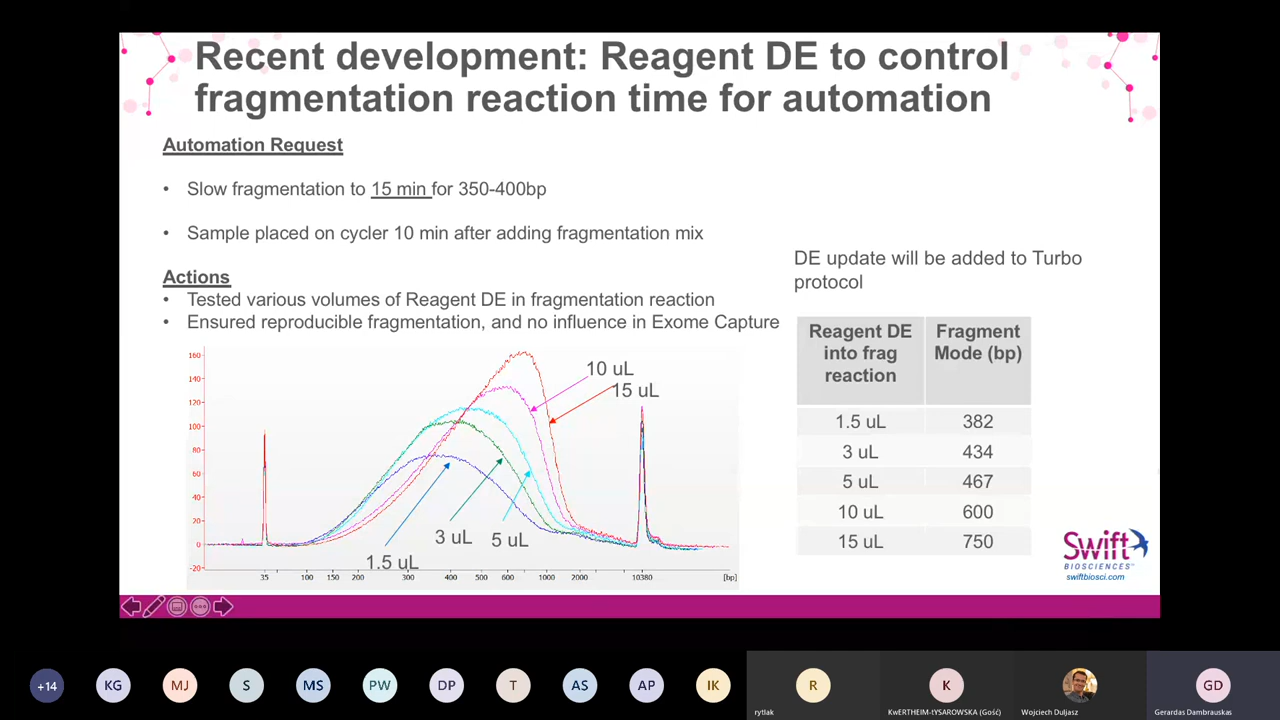 Recent development: Reagent DE to control
fragmentation reaction time for automation
Automation Request
• Slow fragmentation to 15 min for 350-400bp
• Sample placed on cycler 10 min after adding fragmentation mix
Actions
• Tested various volumes of Reagent DE in fragmentation reaction
• Ensured reproducible fragmentation, and no influence in Exome Capture
DE update will be added to Turbo
protocol
Reagent DE
into frag
reaction
Fragment
Mode (bp)
1.5 uL 382
3 uL 434
5 uL 467
10 uL 600
15 uL 750
160
140
120
100
80
60
40
20
0
-20
10 uL
15 uL
3 uL
5 uL
1.5 uL
35 100 150 200 300 400 500 600 1000 2000 10380 [bp]
Swift
BIOSCIENCES™
swiftbiosci.com
+14
KG
MJ
S
MS
PW
DP
T
AS
AP
IK
R
rytlak
K
KwERTHEIM-tYSAROWSKA (Gość)
Wojciech Duljasz
GD
Gerardas Dambrauskas